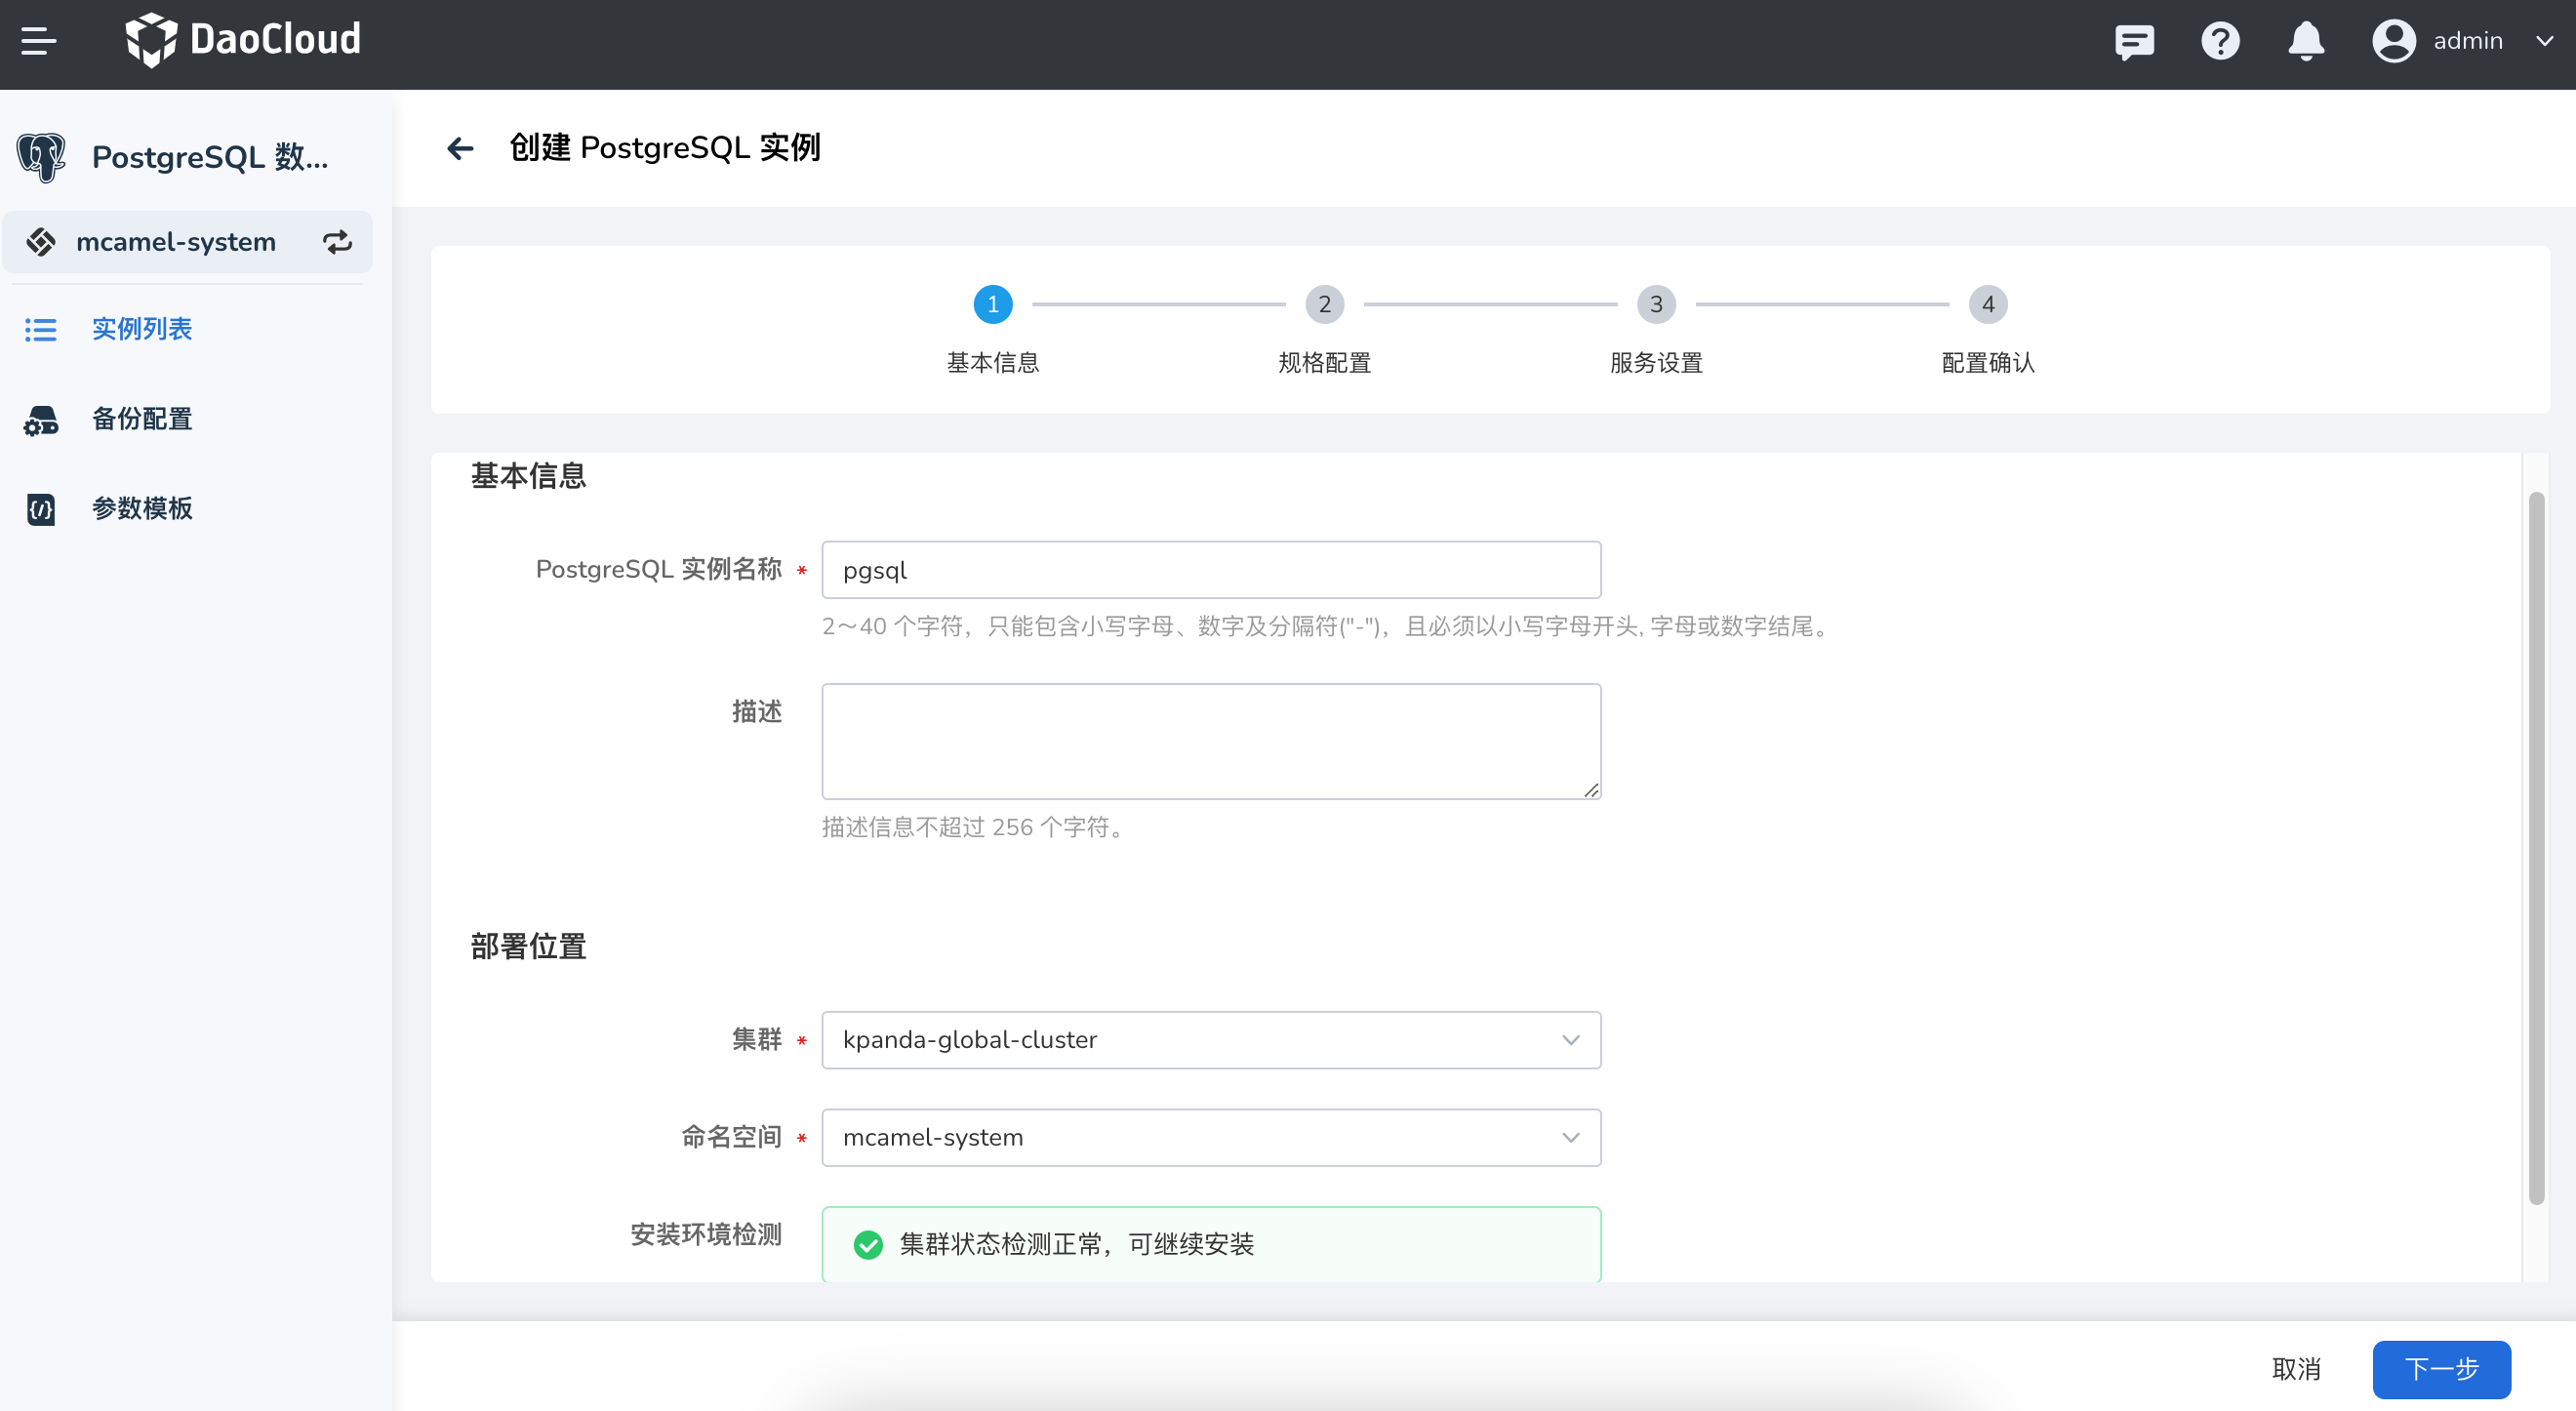 DaoCloud
admin
PostgreSQL 数...
mcamel-system
实例列表
备份配置
参数模板
创建 PostgreSQL 实例
1
2
3
4
基本信息
规格配置
服务设置
配置确认
基本信息
PostgreSQL 实例名称 *
pgsql
2～40 个字符，只能包含小写字母、数字及分隔符("-")，且必须以小写字母开头, 字母或数字结尾。
描述
描述信息不超过 256 个字符。
部署位置
集群 *
kpanda-global-cluster
命名空间 *
mcamel-system
安装环境检测
集群状态检测正常，可继续安装
取消
下一步